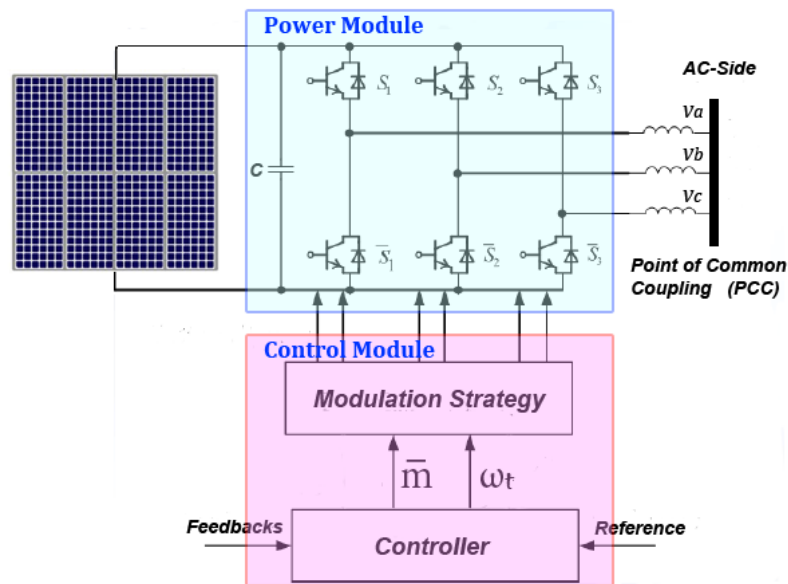 Power Module
S₁
S₂
S₃
AC-Side
va
vb
vc
C
S̅₁
S̅₂
S̅₃
Point of Common
Coupling (PCC)
Control Module
Modulation Strategy
m̅
ωt
Feedbacks
Reference
Controller